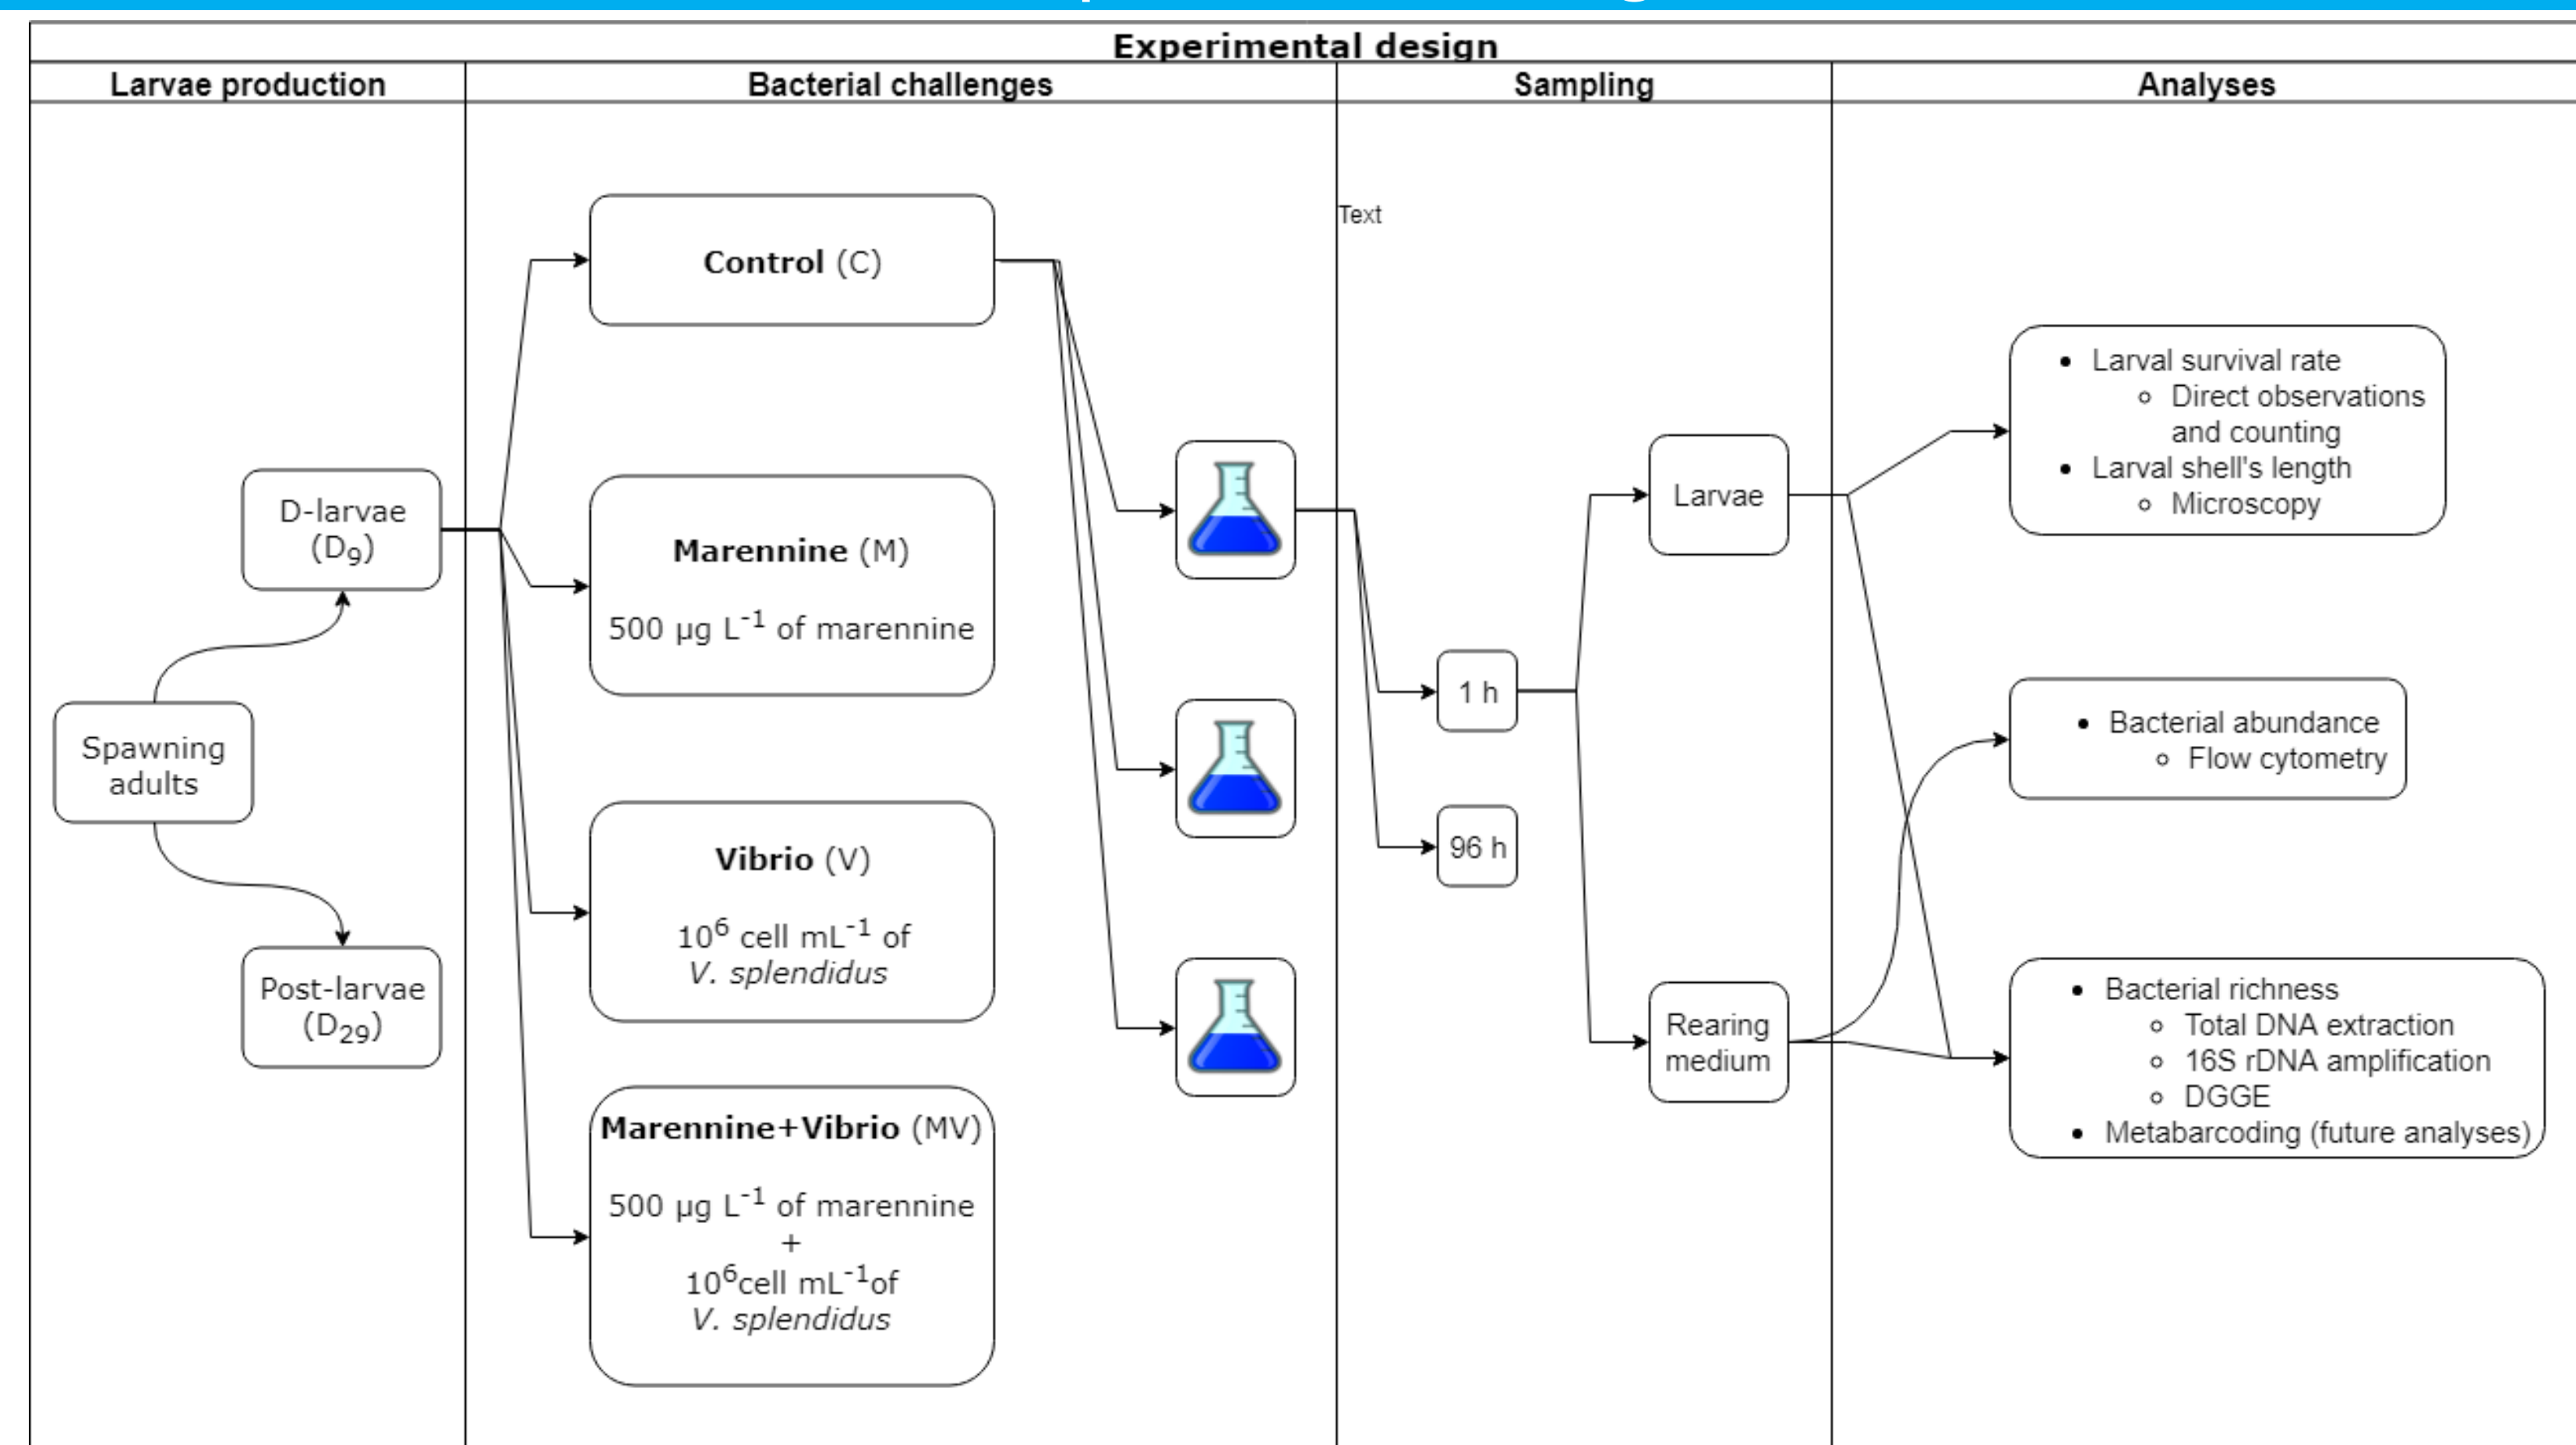 Experimental design
Larvae production
Bacterial challenges
Sampling
Analyses
D-larvae
(D₉)
Spawning
adults
Post-larvae
(D₂₉)
Control (C)
Marennine (M)
500 µg L⁻¹ of marennine
Vibrio (V)
10⁶ cell mL⁻¹ of
V. splendidus
Marennine+Vibrio (MV)
500 µg L⁻¹ of marennine
+
10⁶cell mL⁻¹of
V. splendidus
Text
1 h
96 h
Larvae
Rearing
medium
• Larval survival rate
○ Direct observations
and counting
• Larval shell's length
○ Microscopy
• Bacterial abundance
○ Flow cytometry
• Bacterial richness
○ Total DNA extraction
○ 16S rDNA amplification
○ DGGE
• Metabarcoding (future analyses)